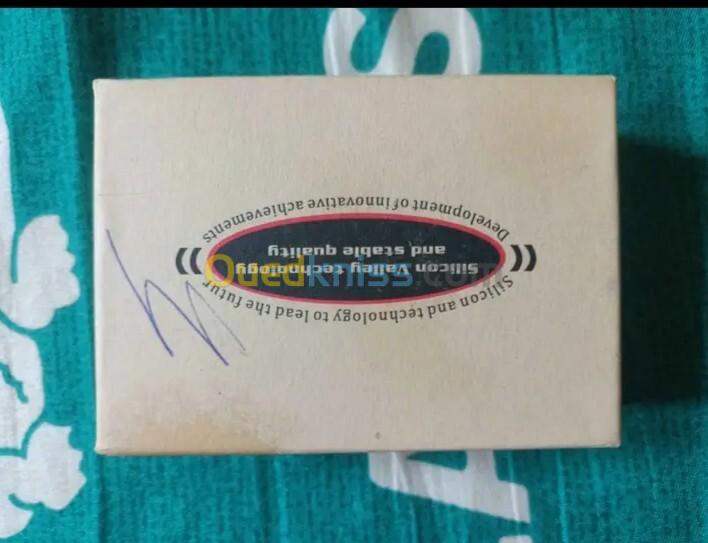 Silicon and technology to lead the futur
Silicon Valley technology
and stable quality
Development of innovative achievements
Ouedkniss.com